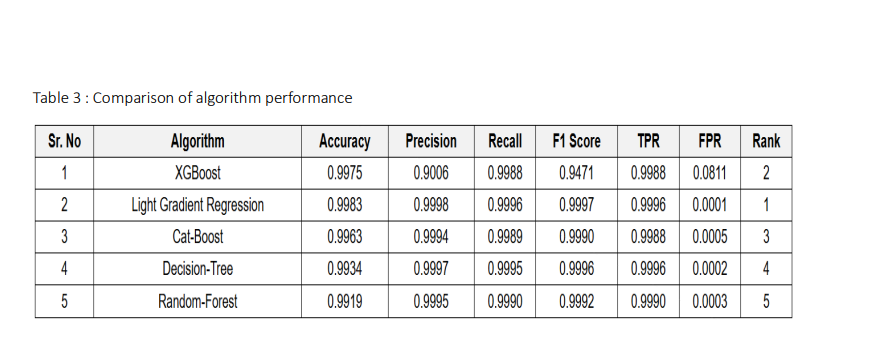 Table 3 : Comparison of algorithm performance
Sr. No Algorithm Accuracy Precision Recall F1 Score TPR FPR Rank
1 XGBoost 0.9975 0.9006 0.9988 0.9471 0.9988 0.0811 2
2 Light Gradient Regression 0.9983 0.9998 0.9996 0.9997 0.9996 0.0001 1
3 Cat-Boost 0.9963 0.9994 0.9989 0.9990 0.9988 0.0005 3
4 Decision-Tree 0.9934 0.9997 0.9995 0.9996 0.9996 0.0002 4
5 Random-Forest 0.9919 0.9995 0.9990 0.9992 0.9990 0.0003 5